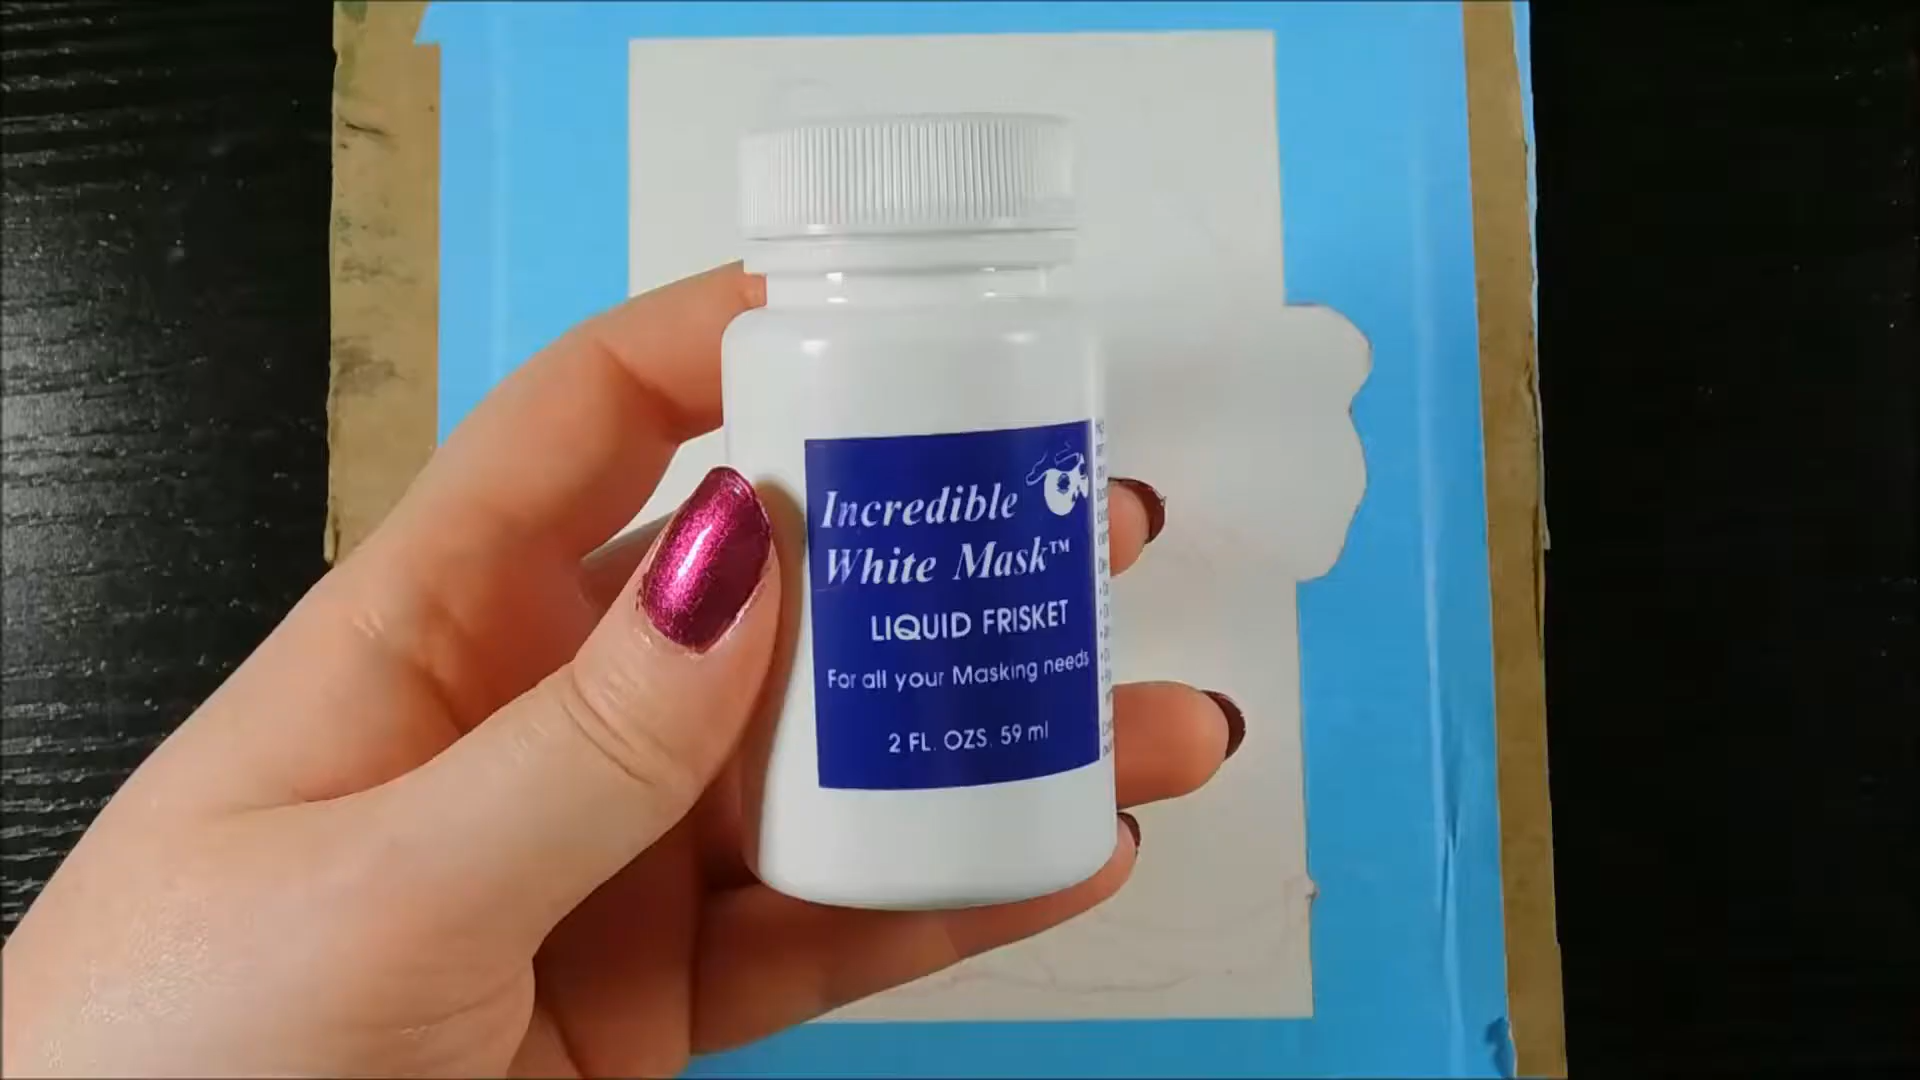 Incredible
White Mask™
LIQUID FRISKET
For all your Masking needs
2 FL. OZS. 59 ml